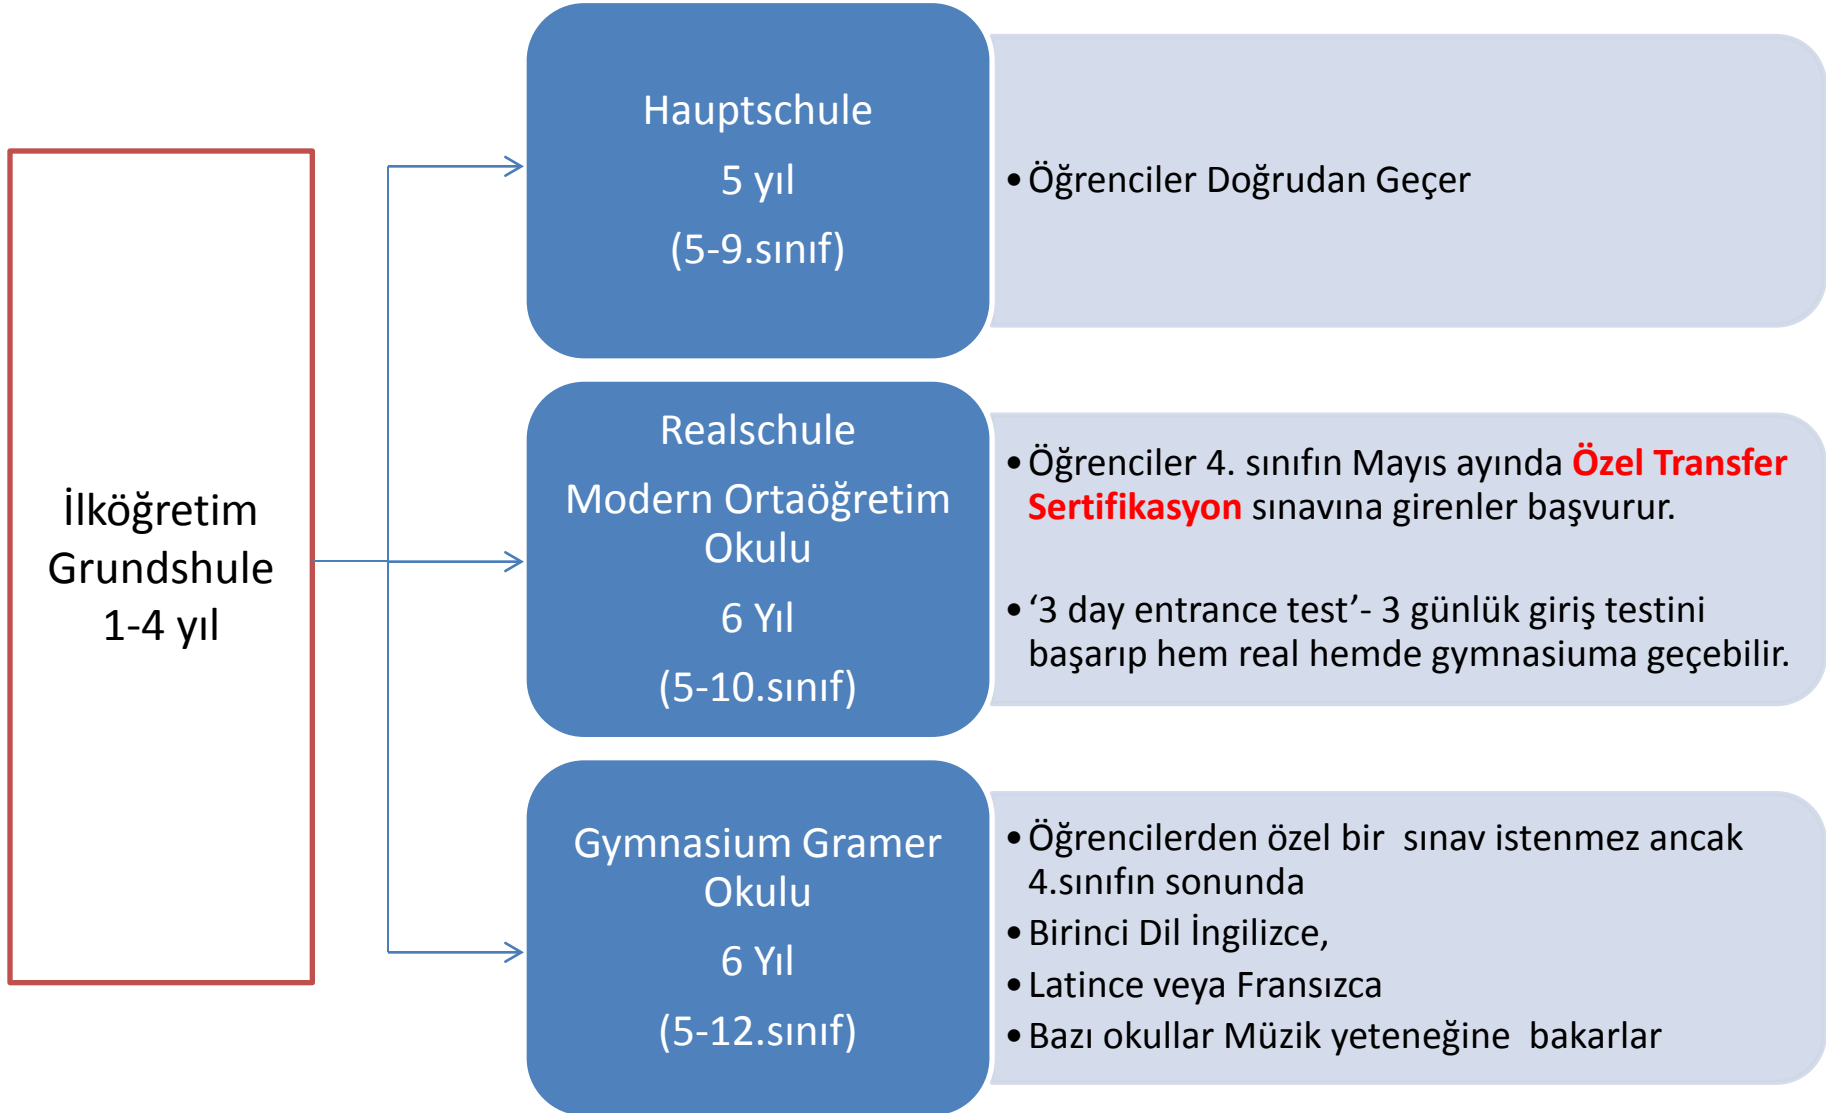 İlköğretim
Grundshule
1-4 yıl
Hauptschule
5 yıl
(5-9.sınıf)
• Öğrenciler Doğrudan Geçer
Realschule
Modern Ortaöğretim
Okulu
6 Yıl
(5-10.sınıf)
• Öğrenciler 4. sınıfın Mayıs ayında Özel Transfer
Sertifikasyon sınavına girenler başvurur.
• ‘3 day entrance test’- 3 günlük giriş testini
başarıp hem real hemde gymnasiuma geçebilir.
Gymnasium Gramer
Okulu
6 Yıl
(5-12.sınıf)
• Öğrencilerden özel bir  sınav istenmez ancak
4.sınıfın sonunda
• Birinci Dil İngilizce,
• Latince veya Fransızca
• Bazı okullar Müzik yeteneğine  bakarlar